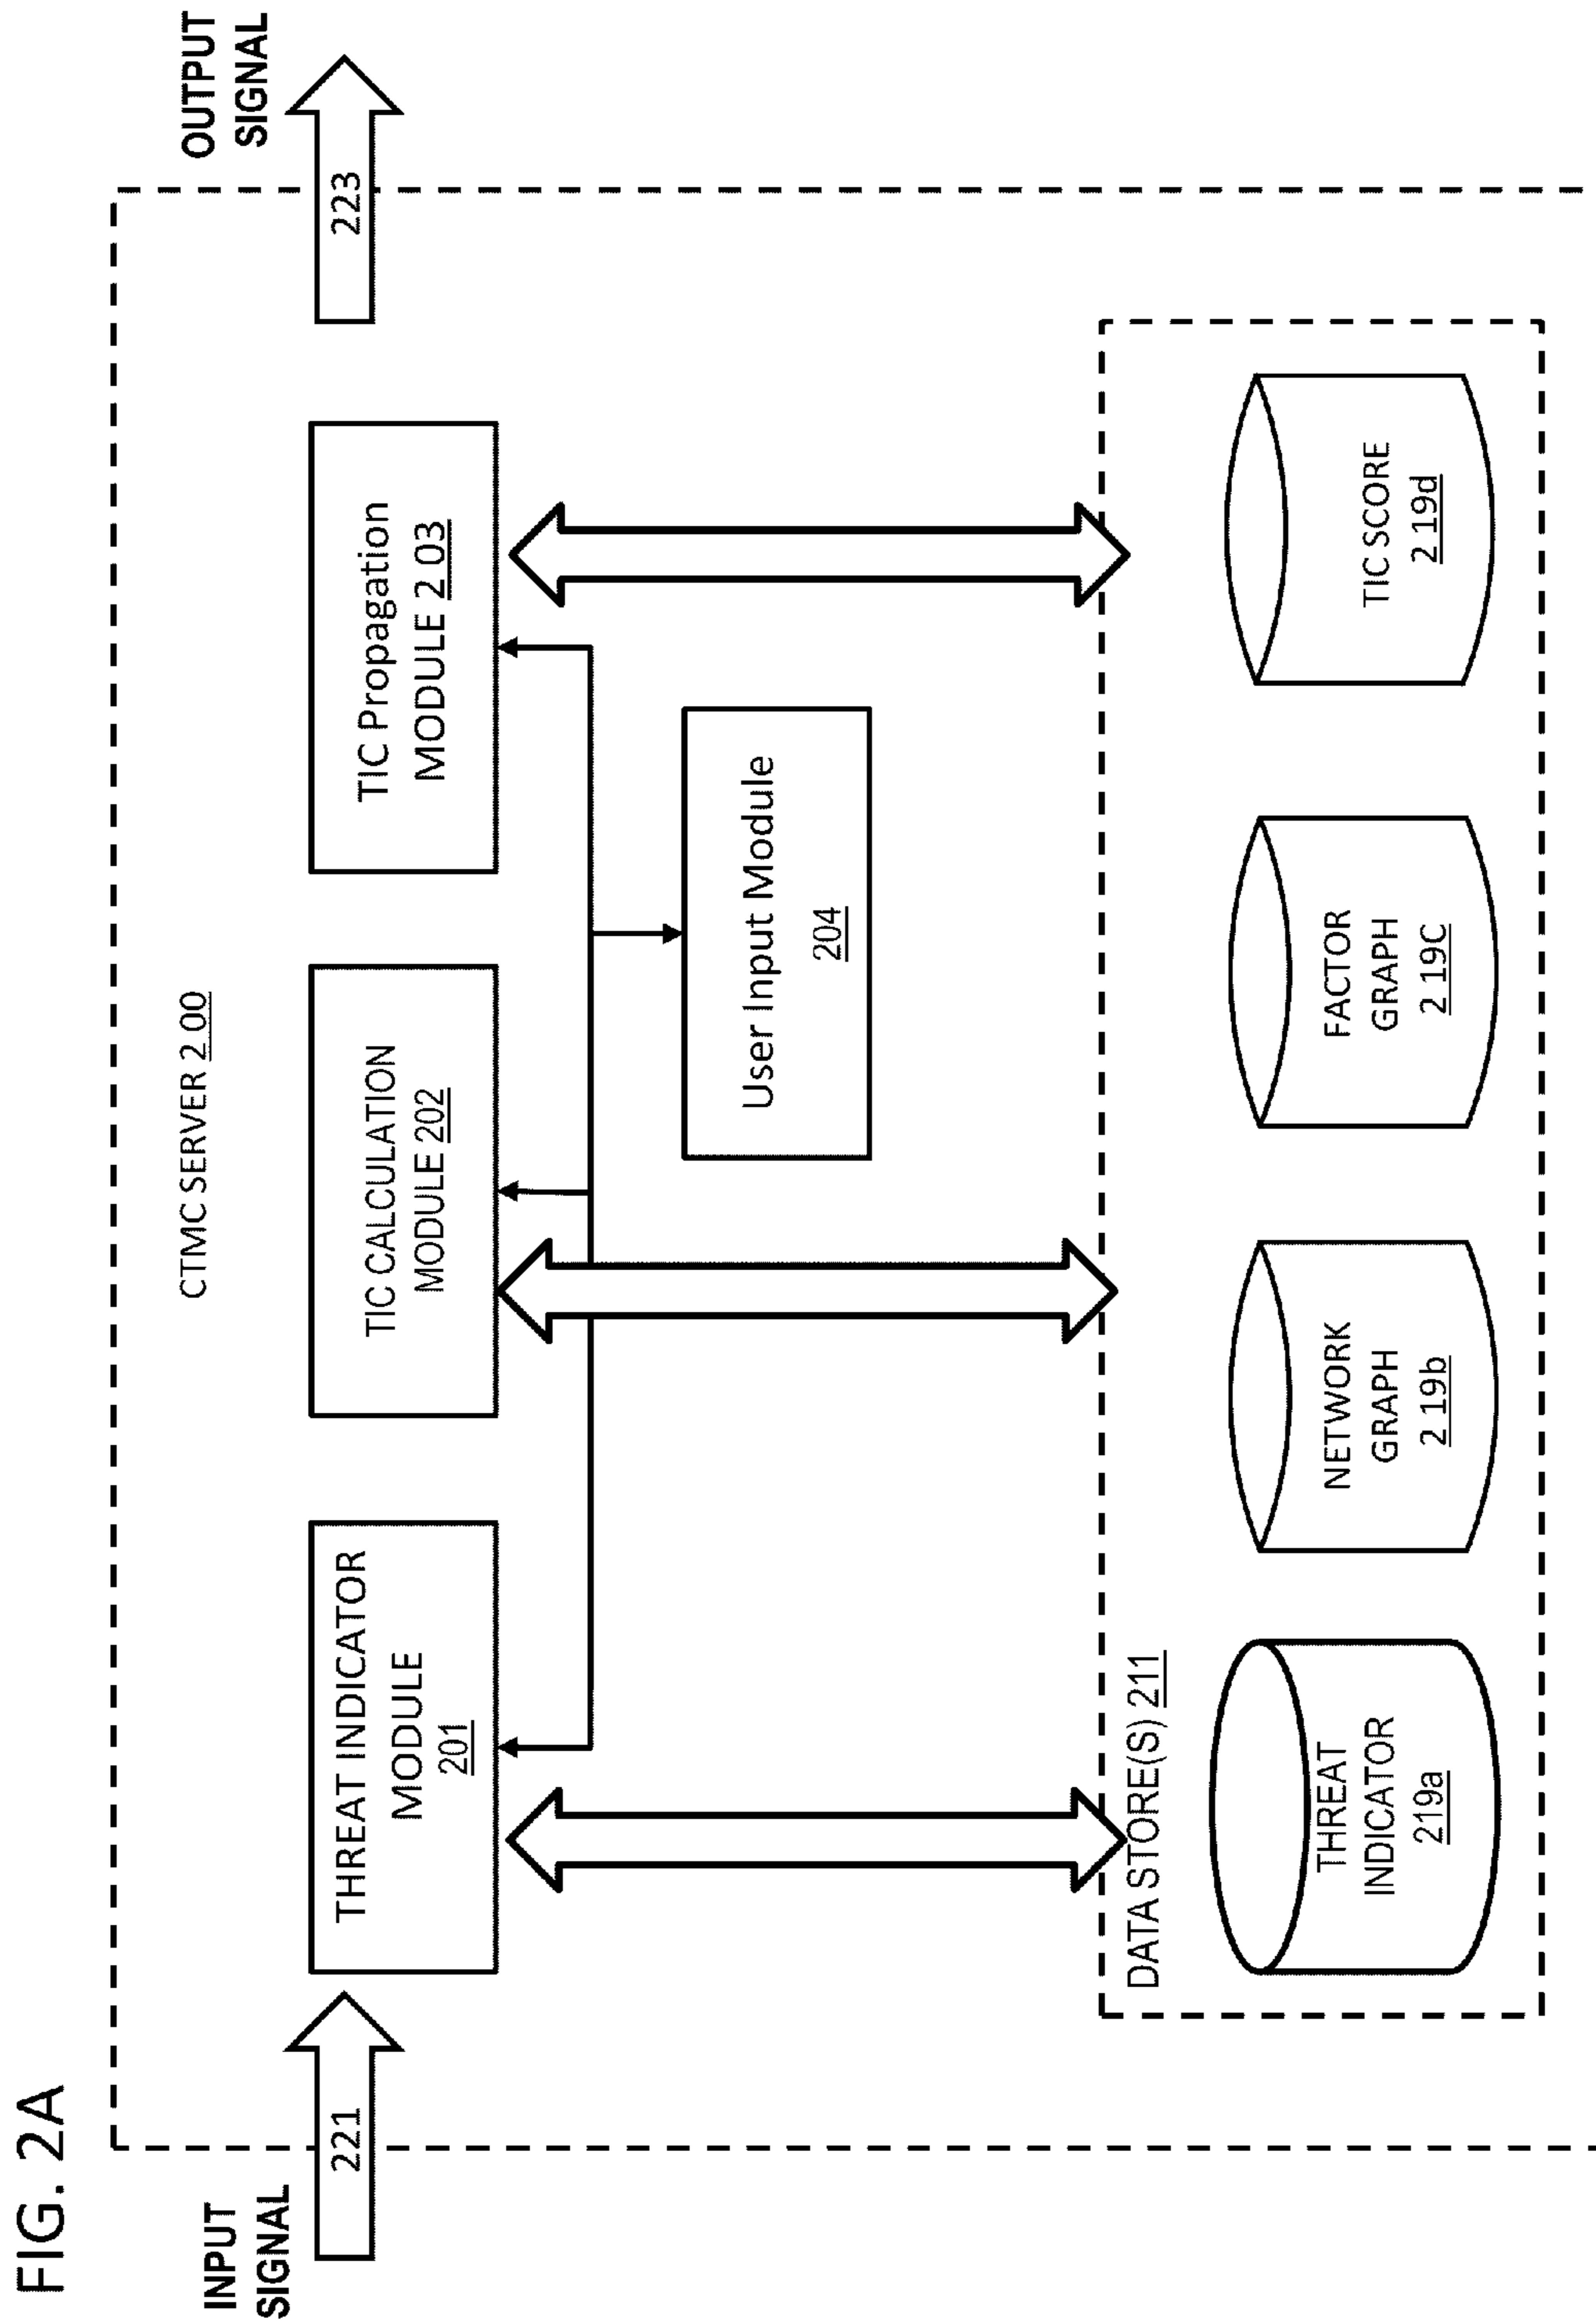 FIG. 2A
INPUT
SIGNAL
221
CTMC SERVER 2 00
OUTPUT
SIGNAL
223
THREAT INDICATOR
MODULE
201
TIC CALCULATION
MODULE 202
TIC Propagation
MODULE 2 03
User Input Module
204
DATA STORE(S) 211
THREAT
INDICATOR
219a
NETWORK
GRAPH
2 19b
FACTOR
GRAPH
2 19C
TIC SCORE
2 19d